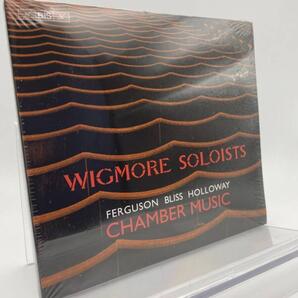 WIGMORE SOLOISTS
FERGUSON BLISS HOLLOWAY
CHAMBER MUSIC